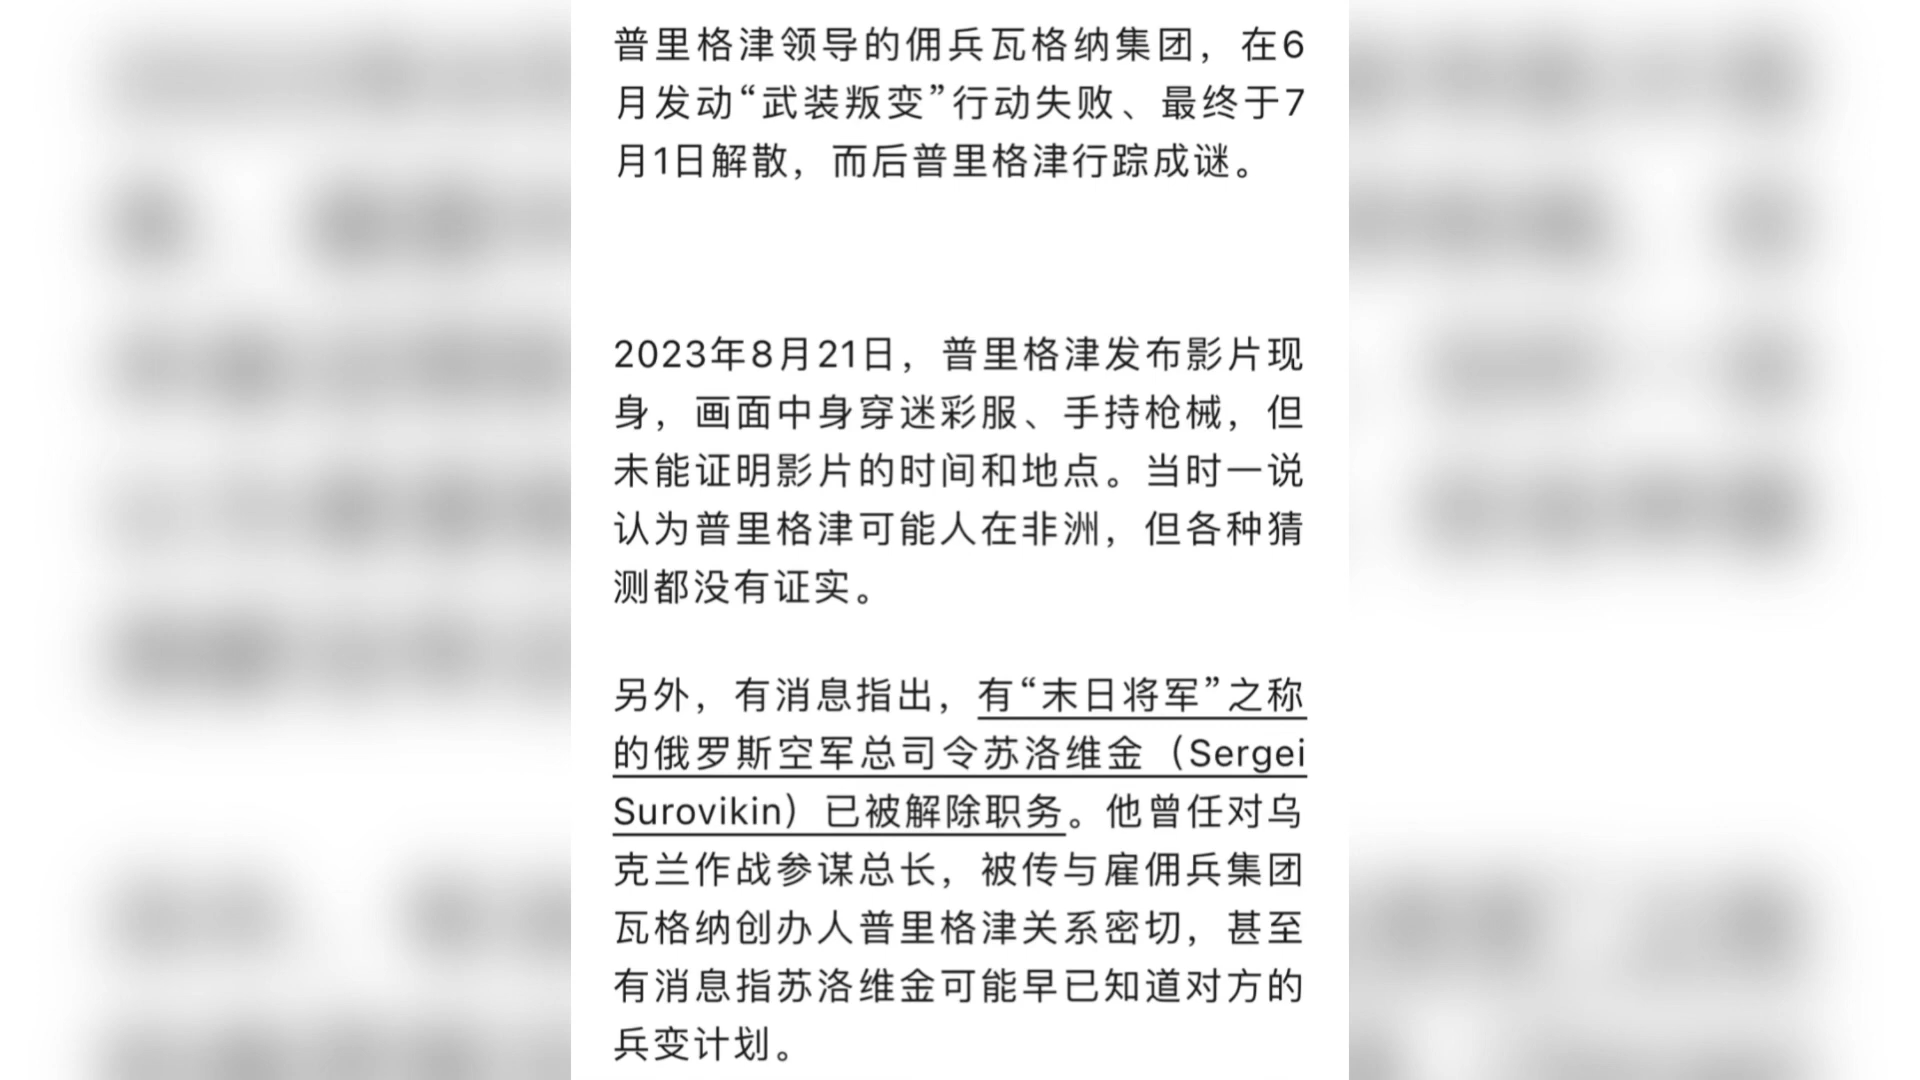 普里格津领导的佣兵瓦格纳集团，在6
月发动“武装叛变”行动失败、最终于7
月1日解散，而后普里格津行踪成谜。
2023年8月21日，普里格津发布影片现
身，画面中身穿迷彩服、手持枪械，但
未能证明影片的时间和地点。当时一说
认为普里格津可能人在非洲，但各种猜
测都没有证实。
另外，有消息指出，有“末日将军”之称
的俄罗斯空军总司令苏洛维金（Sergei
Surovikin）已被解除职务。他曾任对乌
克兰作战参谋总长，被传与雇佣兵集团
瓦格纳创办人普里格津关系密切，甚至
有消息指苏洛维金可能早已知道对方的
兵变计划。